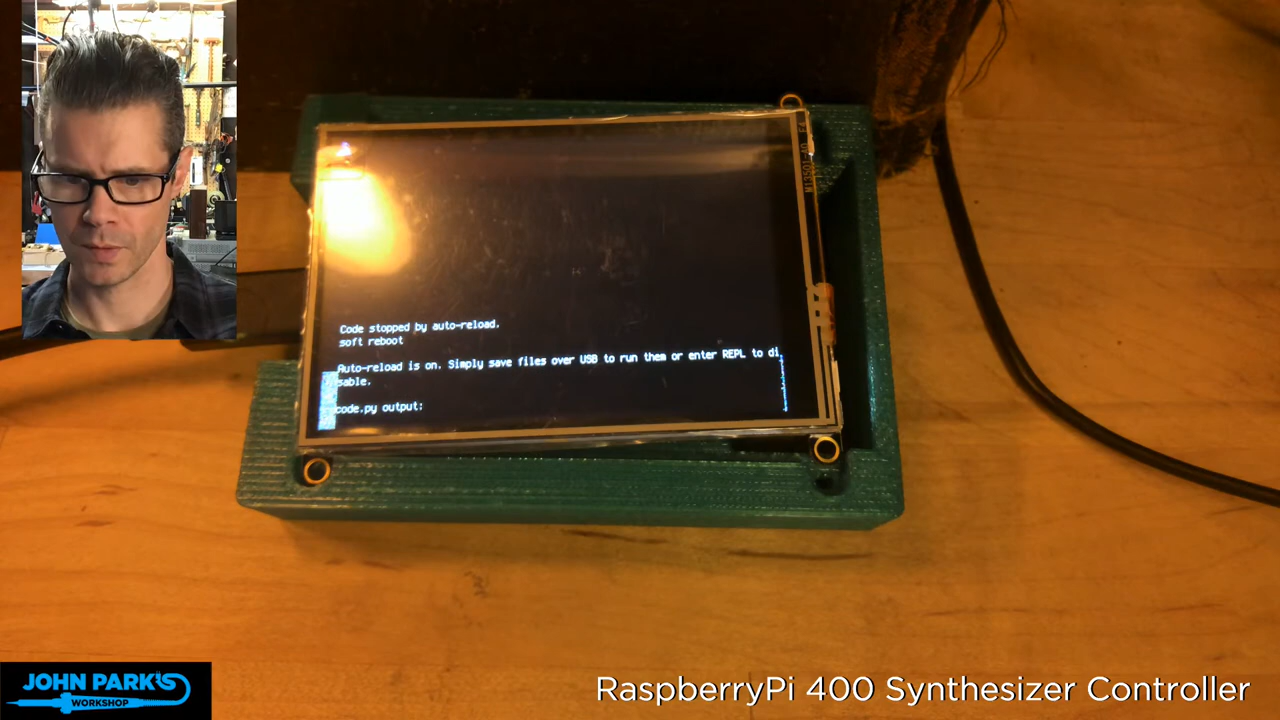 Code stopped by auto-reload.
soft reboot
Auto-reload is on. Simply save files over USB to run them or enter REPL to di
sable.
code.py output:
JOHN PARK'S
WORKSHOP
RaspberryPi 400 Synthesizer Controller